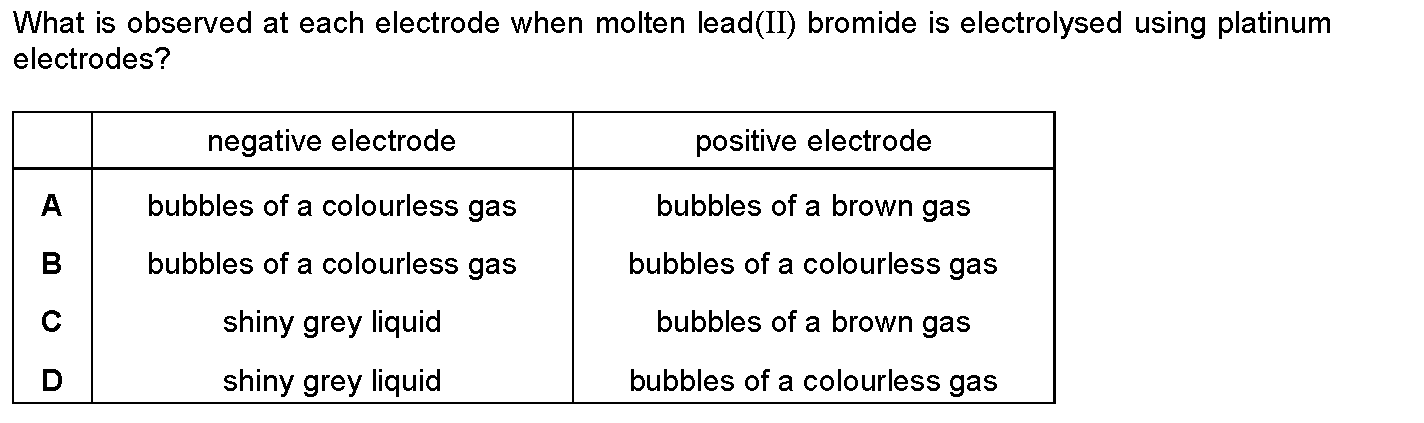 What is observed at each electrode when molten lead(II) bromide is electrolysed using platinum
electrodes?
negative electrode positive electrode
A bubbles of a colourless gas bubbles of a brown gas
B bubbles of a colourless gas bubbles of a colourless gas
C shiny grey liquid bubbles of a brown gas
D shiny grey liquid bubbles of a colourless gas